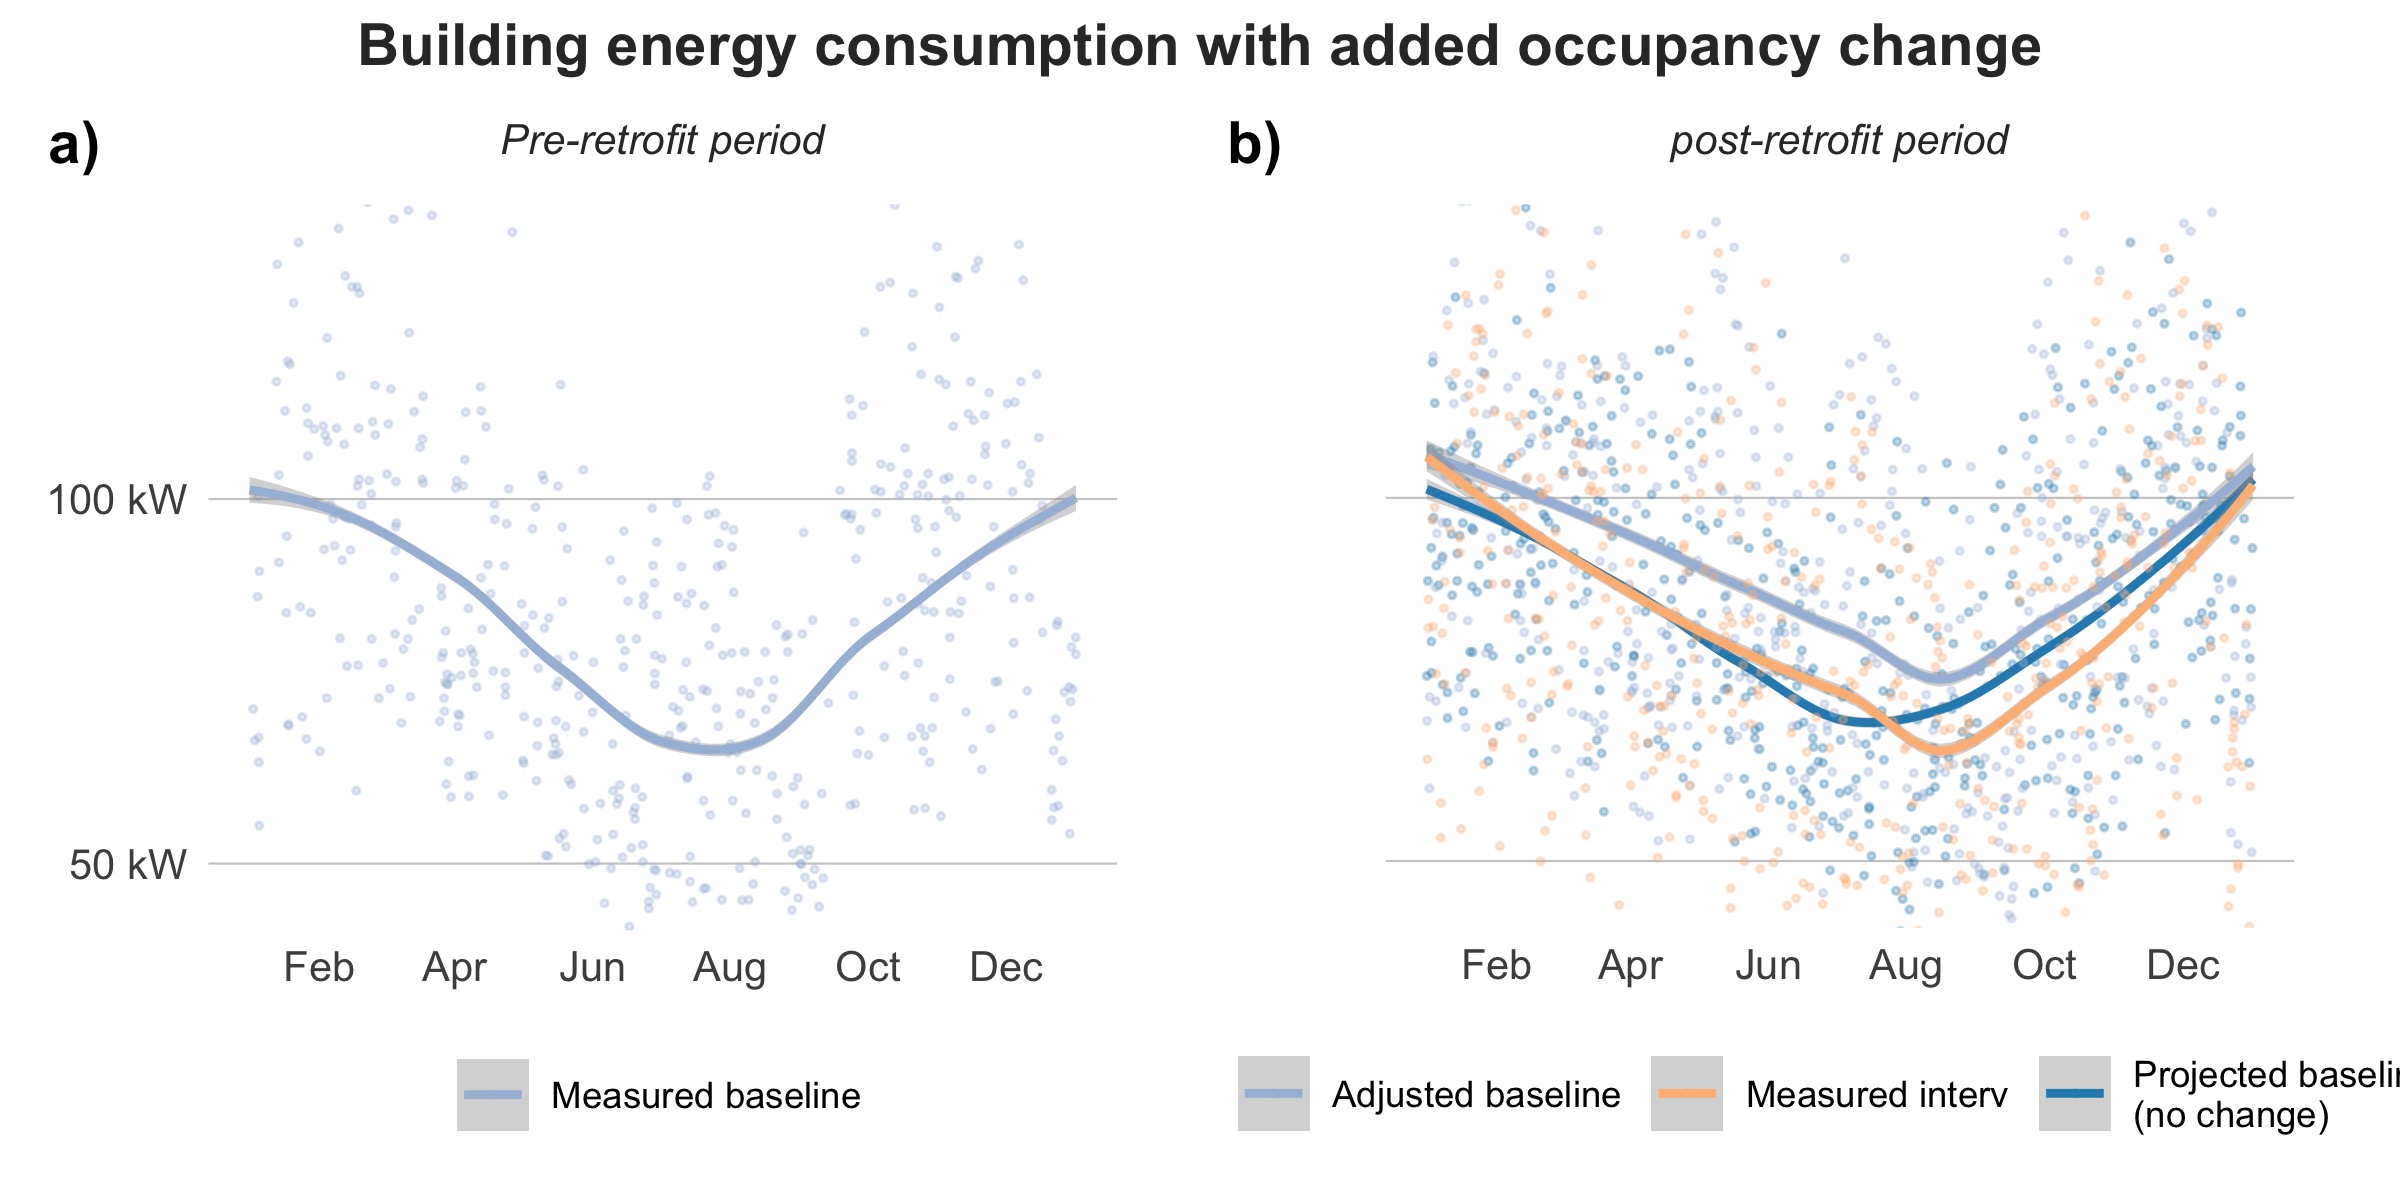 Building energy consumption with added occupancy change
a)
Pre-retrofit period
100 kW
50 kW
Feb Apr Jun Aug Oct Dec
Measured baseline
b)
post-retrofit period
Feb Apr Jun Aug Oct Dec
Adjusted baseline
Measured interv
Projected
(no change)